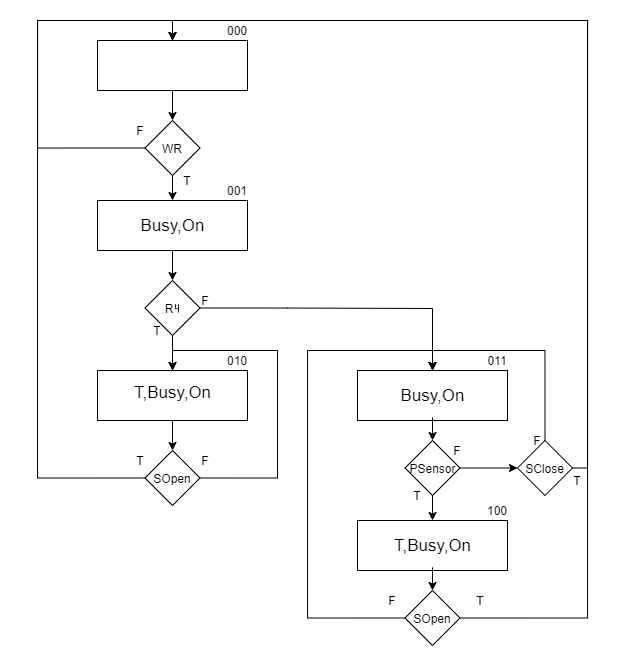 000
F
WR
T
001
Busy,On
R4
F
T
010
T,Busy,On
T
SOpen
F
011
Busy,On
PSensor
F
T
F
SClose
T
100
T,Busy,On
F
SOpen
T